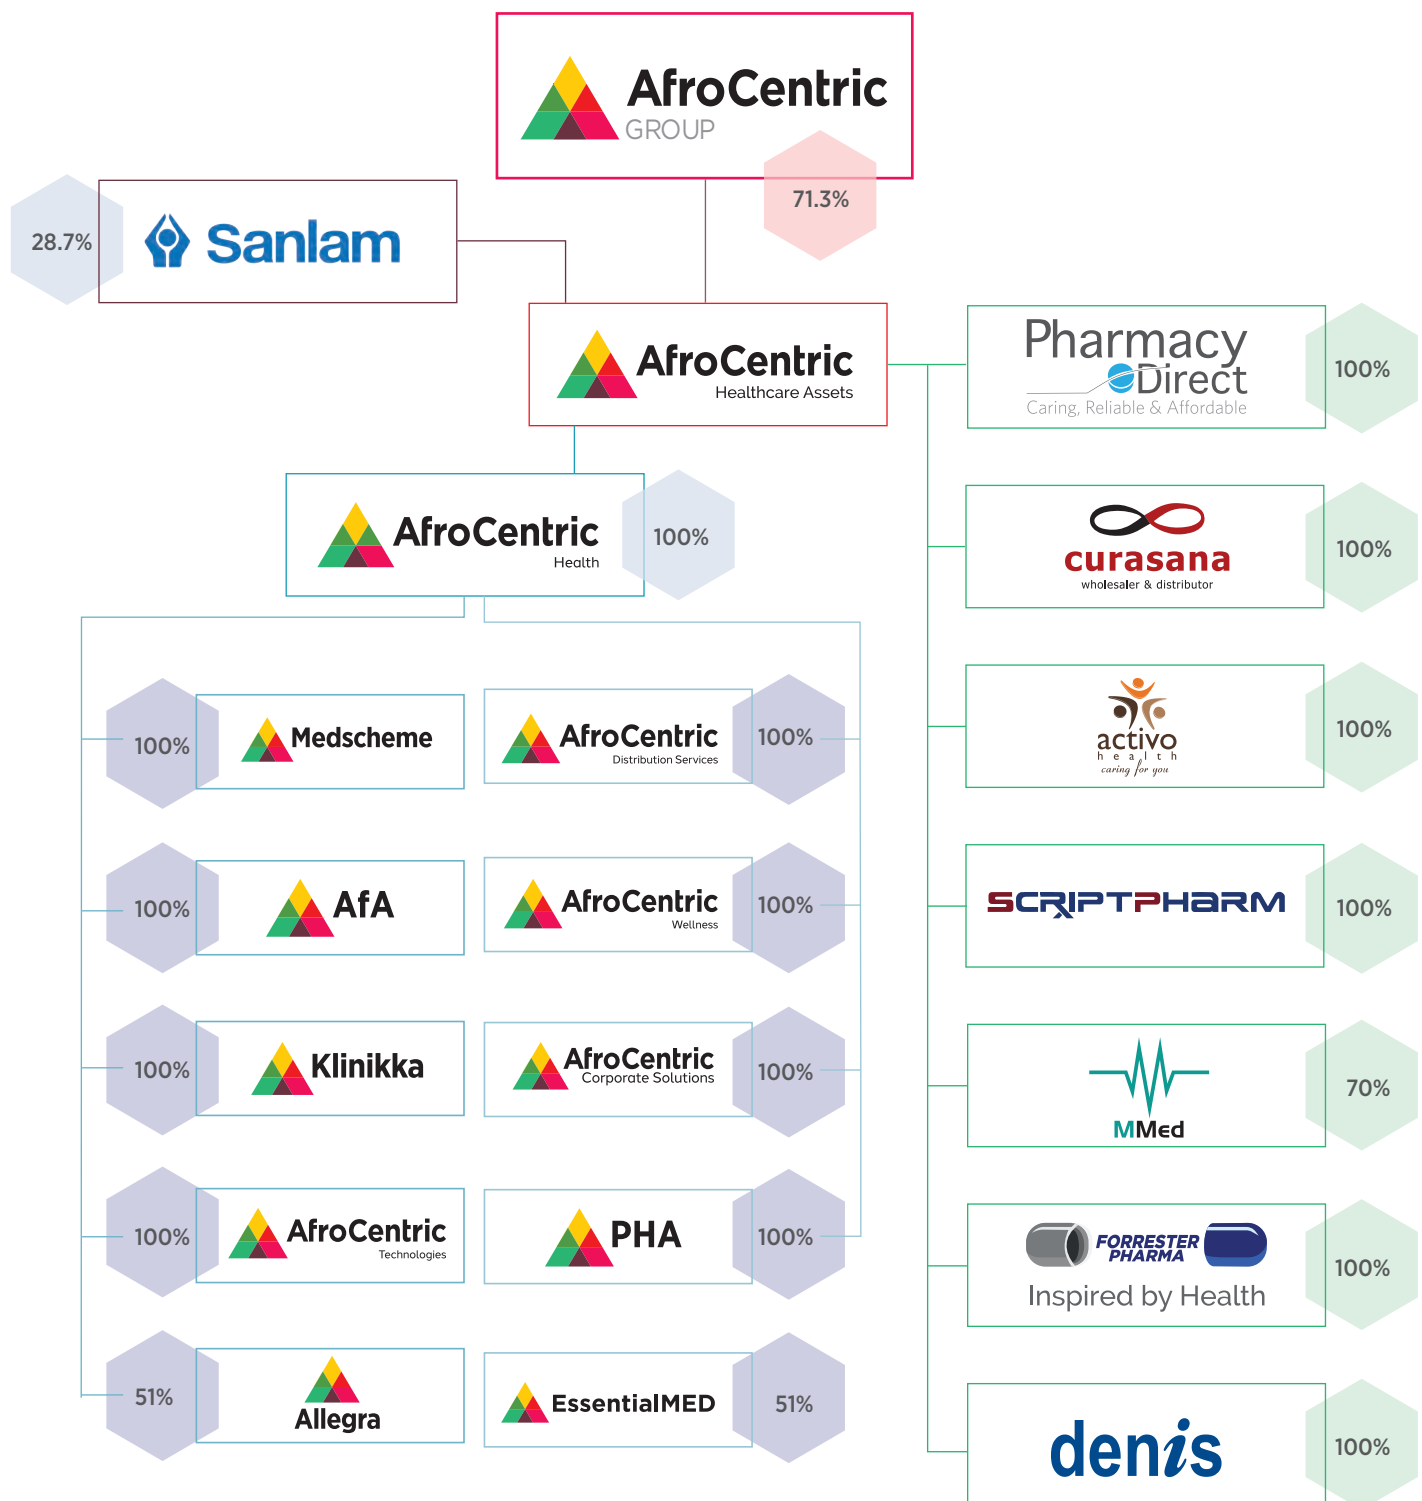 AfroCentric
GROUP
71.3%
28.7%
Sanlam
AfroCentric
Healthcare Assets
Pharmacy
Direct
Caring, Reliable & Affordable
100%
AfroCentric
Health
100%
curasana
wholesaler & distributor
100%
activo
health
caring for you
100%
100%
Medscheme
AfroCentric
Distribution Services
100%
100%
AfA
AfroCentric
Wellness
100%
SCRIPTPHARM
100%
100%
Klinikka
AfroCentric
Corporate Solutions
100%
MMed
70%
100%
AfroCentric
Technologies
PHA
100%
FORRESTER
PHARMA
Inspired by Health
100%
51%
Allegra
EssentialMED
51%
denis
100%